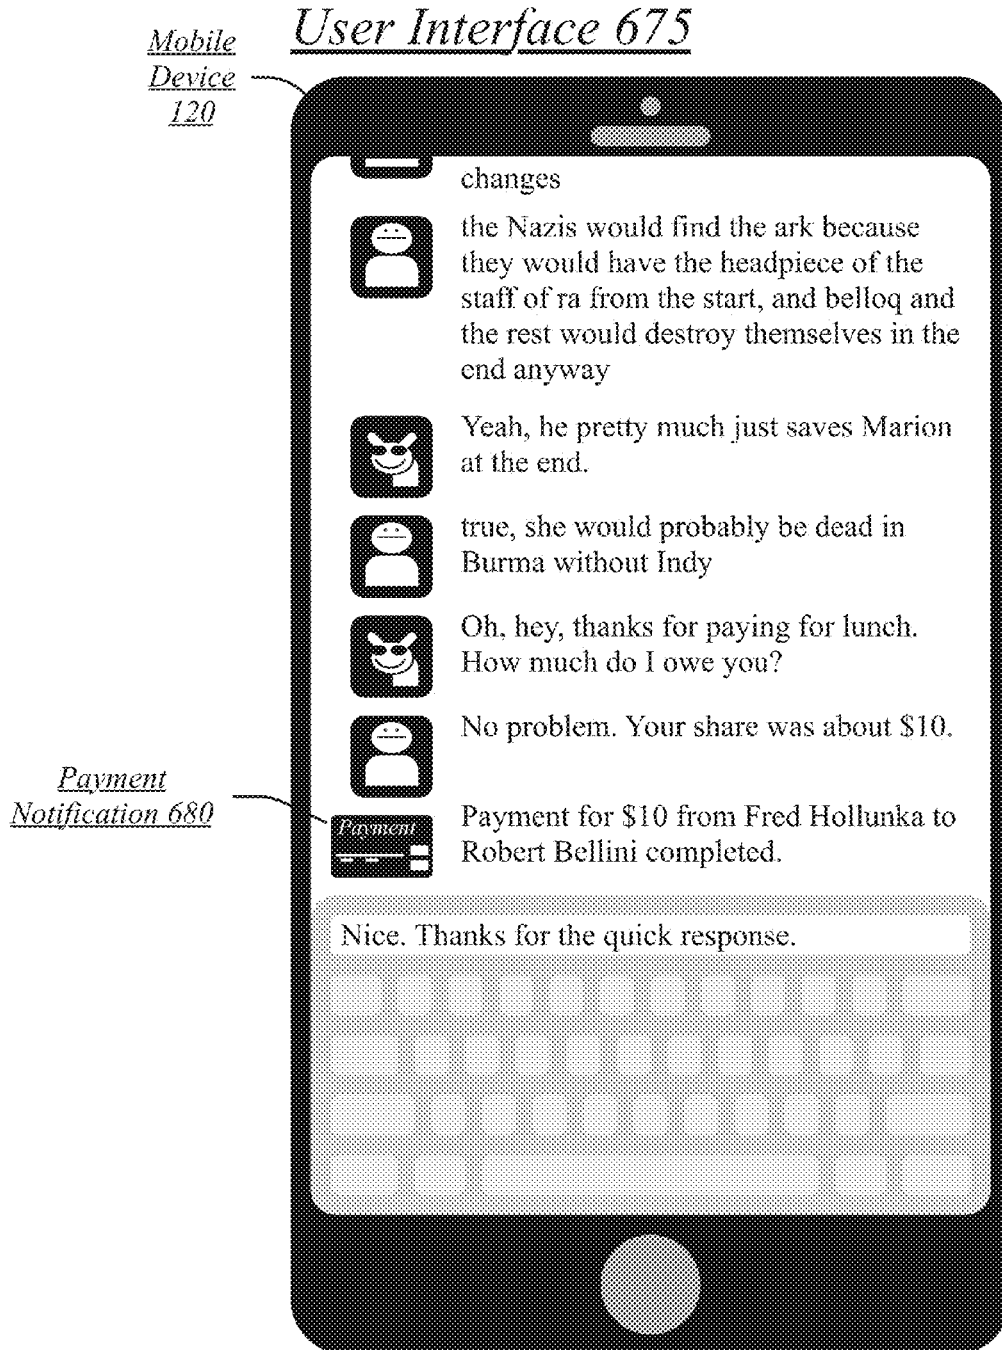 User Interface 675
Mobile
Device
120
changes
the Nazis would find the ark because
they would have the headpiece of the
staff of ra from the start, and belloq and
the rest would destroy themselves in the
end anyway
Yeah, he pretty much just saves Marion
at the end.
true, she would probably be dead in
Burma without Indy
Oh, hey, thanks for paying for lunch.
How much do I owe you?
No problem. Your share was about $10.
Payment
Notification 680
Payment
Payment for $10 from Fred Hollunka to
Robert Bellini completed.
Nice. Thanks for the quick response.